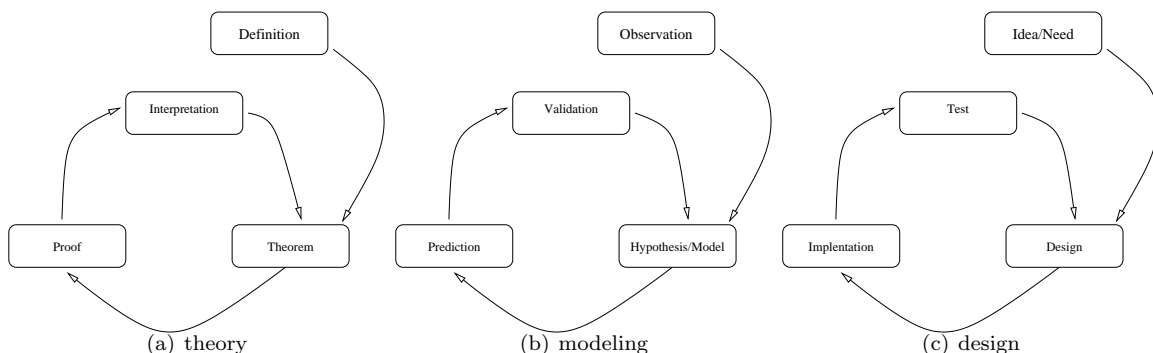 Definition
Interpretation
Proof
Theorem
(a) theory
Observation
Validation
Prediction
Hypothesis/Model
(b) modeling
Idea/Need
Test
Implentation
Design
(c) design